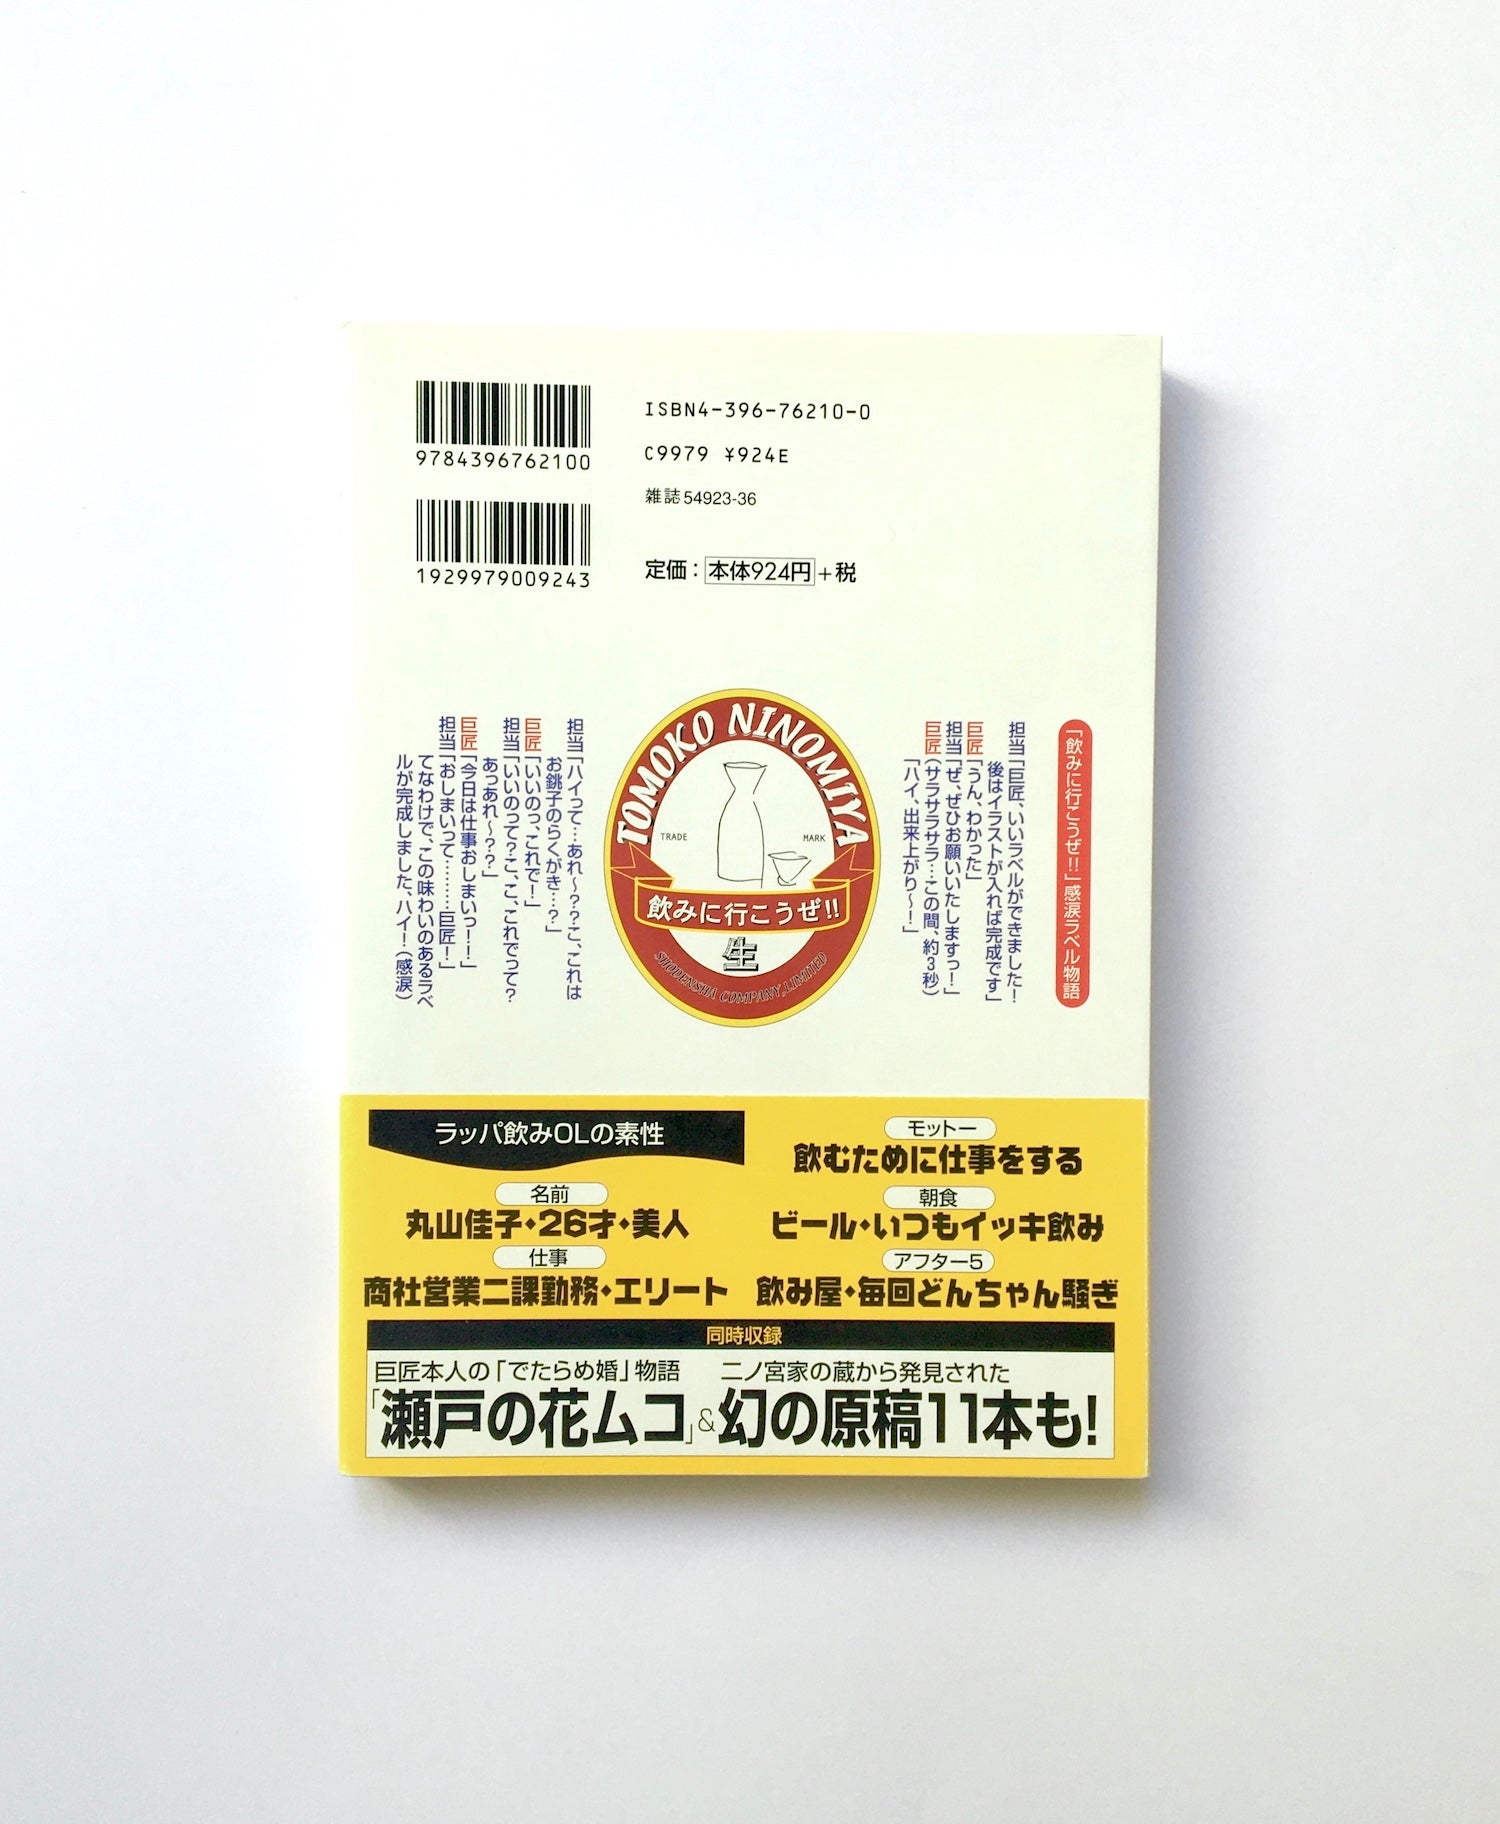 9784396762100
1929979009243
ISBN4-396-76210-0
C9979 ¥924E
雑誌54923-36
定価：本体924円+税
「飲みに行こうぜ!!」感涙ラベル物語
担当「巨匠、いいラベルができました！
後はイラストが入れば完成です」
巨匠「うん、わかった」
担当「ぜ、ぜひお願いいたしますっ！」
巨匠（サラサラサラ…この間、約3秒）
「ハイ、出来上がり〜！」
TOMOKO NINOMIYA
TRADE
MARK
飲みに行こうぜ!!
生
SHODENSHA COMPANY,LIMITED
担当「ハイって…あれ〜？？こ、これは
お銚子のらくがき…？」
巨匠「いいのっ、これで！」
担当「いいのって？こ、こ、これでって？
あっあれ〜？？」
巨匠「今日は仕事おしまいっ！！」
担当「おしまいって………巨匠！」
てなわけで、この味わいのあるラベ
ルが完成しました、ハイ！（感涙）
ラッパ飲みOLの素性
名前
丸山佳子・26才・美人
仕事
商社営業二課勤務・エリート
モットー
飲むために仕事をする
朝食
ビール・いつもイッキ飲み
アフター5
飲み屋・毎回どんちゃん騒ぎ
同時収録
巨匠本人の「でたらめ婚」物語
「瀬戸の花ムコ」&
二ノ宮家の蔵から発見された
幻の原稿11本も!